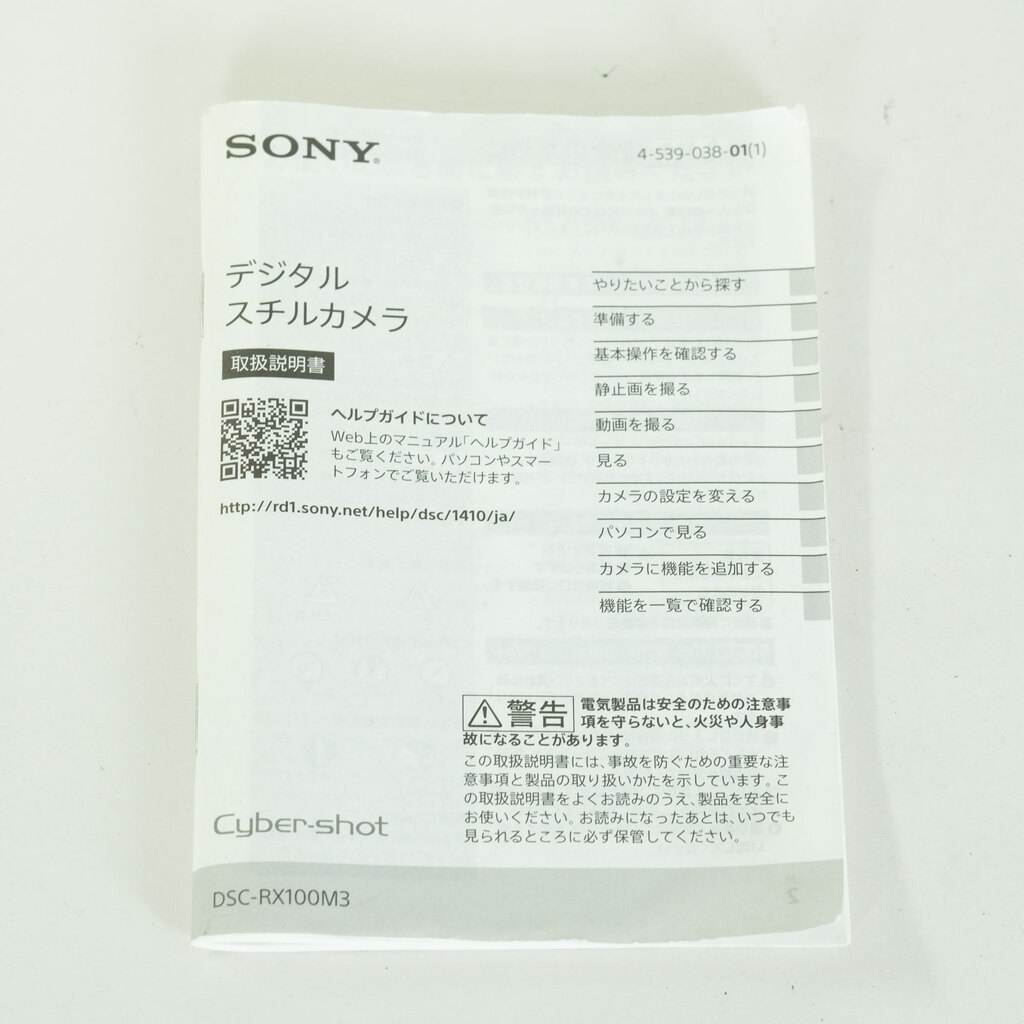 SONY®
4-539-038-01(1)
デジタル
スチルカメラ
取扱説明書
ヘルプガイドについて
Web上のマニュアル「ヘルプガイド」
もご覧ください。パソコンやスマー
トフォンでご覧いただけます。
http://rd1.sony.net/help/dsc/1410/ja/
やりたいことから探す
準備する
基本操作を確認する
静止画を撮る
動画を撮る
見る
カメラの設定を変える
パソコンで見る
カメラに機能を追加する
機能を一覧で確認する
警告 電気製品は安全のための注意事
項を守らないと、火災や人身事
故になることがあります。
この取扱説明書には、事故を防ぐための重要な注
意事項と製品の取り扱いかたを示しています。こ
の取扱説明書をよくお読みのうえ、製品を安全に
お使いください。お読みになったあとは、いつでも
見られるところに必ず保管してください。
Cyber-shot
DSC-RX100M3